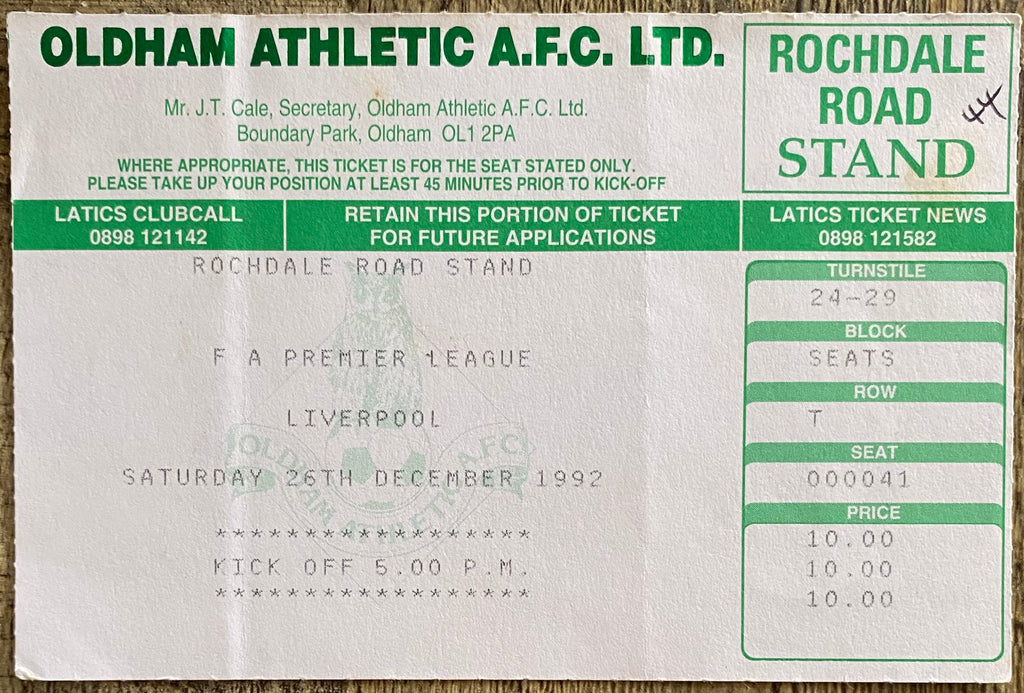 OLDHAM ATHLETIC A.F.C. LTD.
Mr. J.T. Cale, Secretary, Oldham Athletic A.F.C. Ltd.
Boundary Park, Oldham OL1 2PA
WHERE APPROPRIATE, THIS TICKET IS FOR THE SEAT STATED ONLY.
PLEASE TAKE UP YOUR POSITION AT LEAST 45 MINUTES PRIOR TO KICK-OFF
ROCHDALE
ROAD
STAND
LATICS CLUBCALL
0898 121142
RETAIN THIS PORTION OF TICKET
FOR FUTURE APPLICATIONS
LATICS TICKET NEWS
0898 121582
ROCHDALE ROAD STAND
F A PREMIER LEAGUE
LIVERPOOL
SATURDAY 26TH DECEMBER 1992
******************
KICK OFF 5.00 P.M.
******************
OLDHAM ATHLETIC AFC
TURNSTILE
24-29
BLOCK
SEATS
ROW
T
SEAT
000041
PRICE
10.00
10.00
10.00